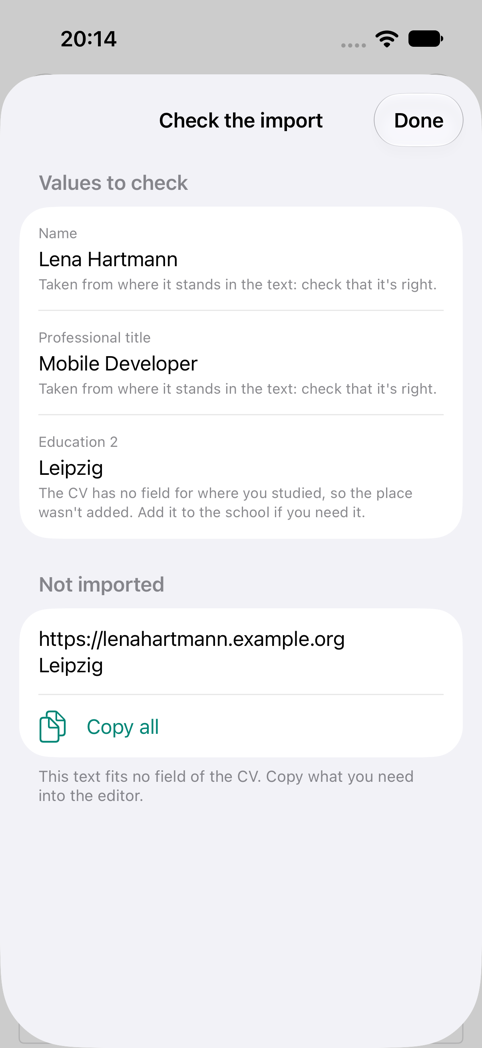 20:14
Check the import
Done
Values to check
Name
Lena Hartmann
Taken from where it stands in the text: check that it's right.
Professional title
Mobile Developer
Taken from where it stands in the text: check that it's right.
Education 2
Leipzig
The CV has no field for where you studied, so the place
wasn't added. Add it to the school if you need it.
Not imported
https://lenahartmann.example.org
Leipzig
Copy all
This text fits no field of the CV. Copy what you need
into the editor.